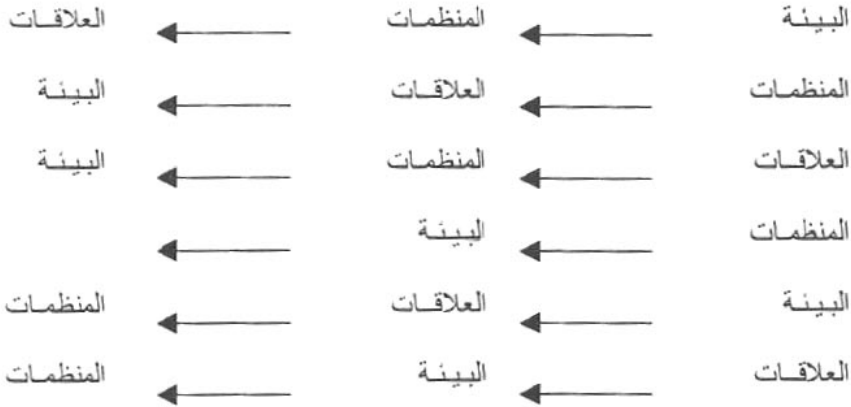 البيئة المنظمات العلاقات
المنظمات العلاقات البيئة
العلاقات المنظمات البيئة
المنظمات البيئة
البيئة العلاقات المنظمات
العلاقات البيئة المنظمات